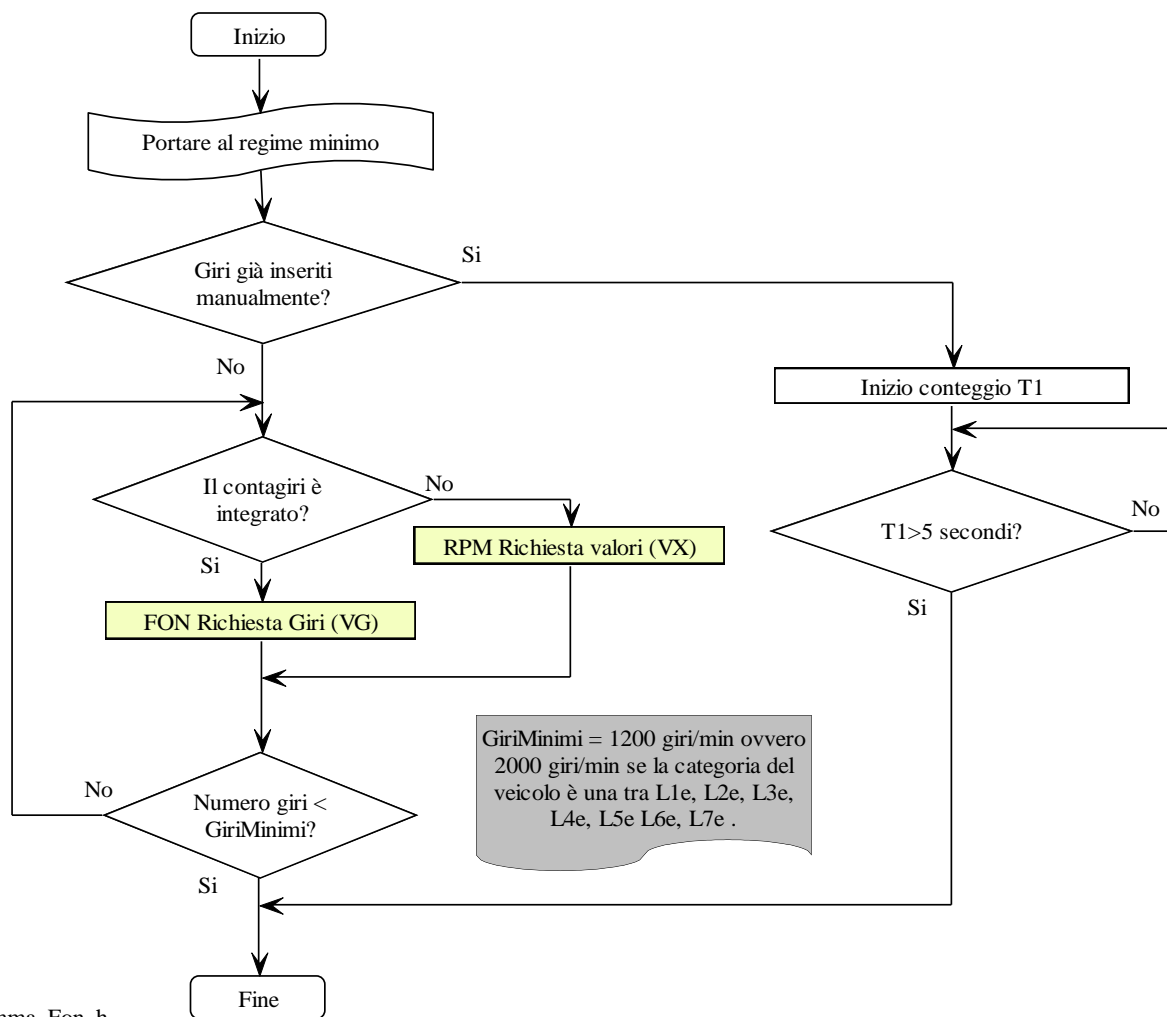 Inizio
Portare al regime minimo
Giri già inseriti
manualmente?
Si
No
Inizio conteggio T1
Il contagiri è
integrato?
No
Si
RPM Richiesta valori (VX)
FON Richiesta Giri (VG)
T1>5 secondi?
No
Si
GiriMinimi = 1200 giri/min ovvero
2000 giri/min se la categoria del
veicolo è una tra L1e, L2e, L3e,
L4e, L5e L6e, L7e .
Numero giri <
GiriMinimi?
No
Si
Fine